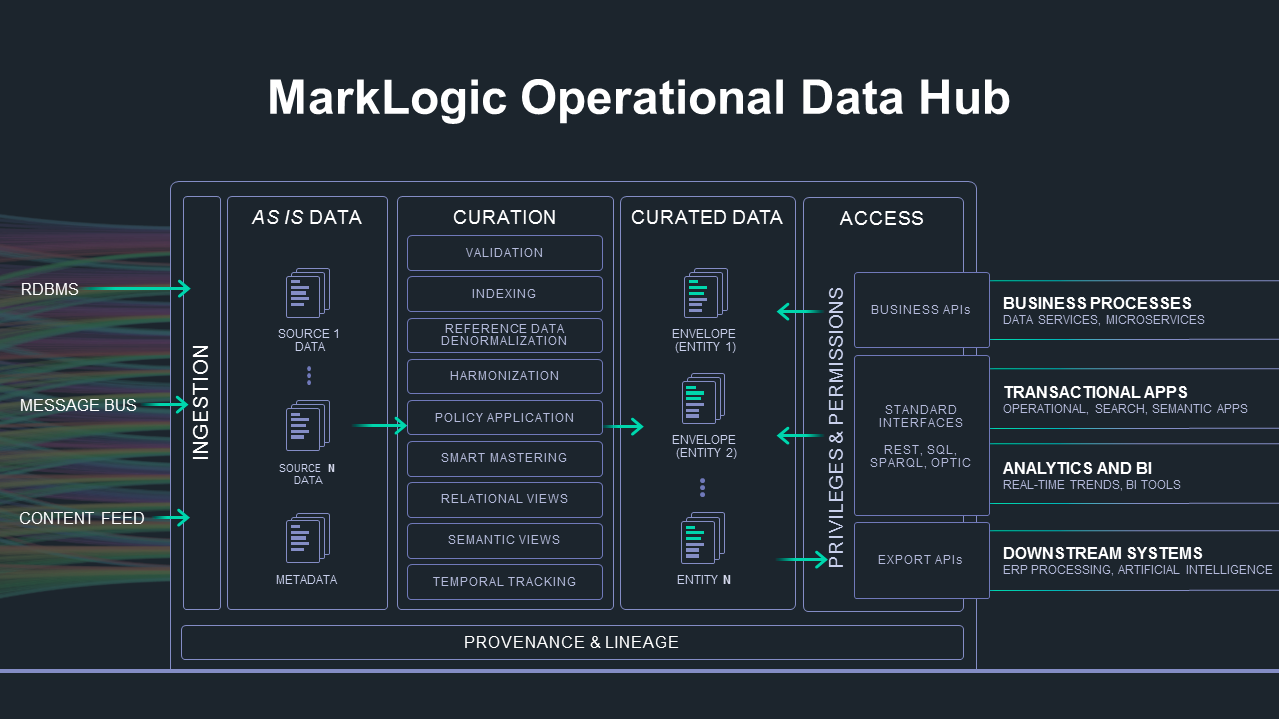 MarkLogic Operational Data Hub
RDBMS
MESSAGE BUS
CONTENT FEED
INGESTION
AS IS DATA
SOURCE 1
DATA
SOURCE N
DATA
METADATA
CURATION
VALIDATION
INDEXING
REFERENCE DATA
DENORMALIZATION
HARMONIZATION
POLICY APPLICATION
SMART MASTERING
RELATIONAL VIEWS
SEMANTIC VIEWS
TEMPORAL TRACKING
CURATED DATA
ENVELOPE
(ENTITY 1)
ENVELOPE
(ENTITY 2)
ENTITY N
ACCESS
PRIVILEGES & PERMISSIONS
BUSINESS APIs
STANDARD
INTERFACES
REST, SQL,
SPARQL, OPTIC
EXPORT APIs
BUSINESS PROCESSES
DATA SERVICES, MICROSERVICES
TRANSACTIONAL APPS
OPERATIONAL, SEARCH, SEMANTIC APPS
ANALYTICS AND BI
REAL-TIME TRENDS, BI TOOLS
DOWNSTREAM SYSTEMS
ERP PROCESSING, ARTIFICIAL INTELLIGENCE
PROVENANCE & LINEAGE